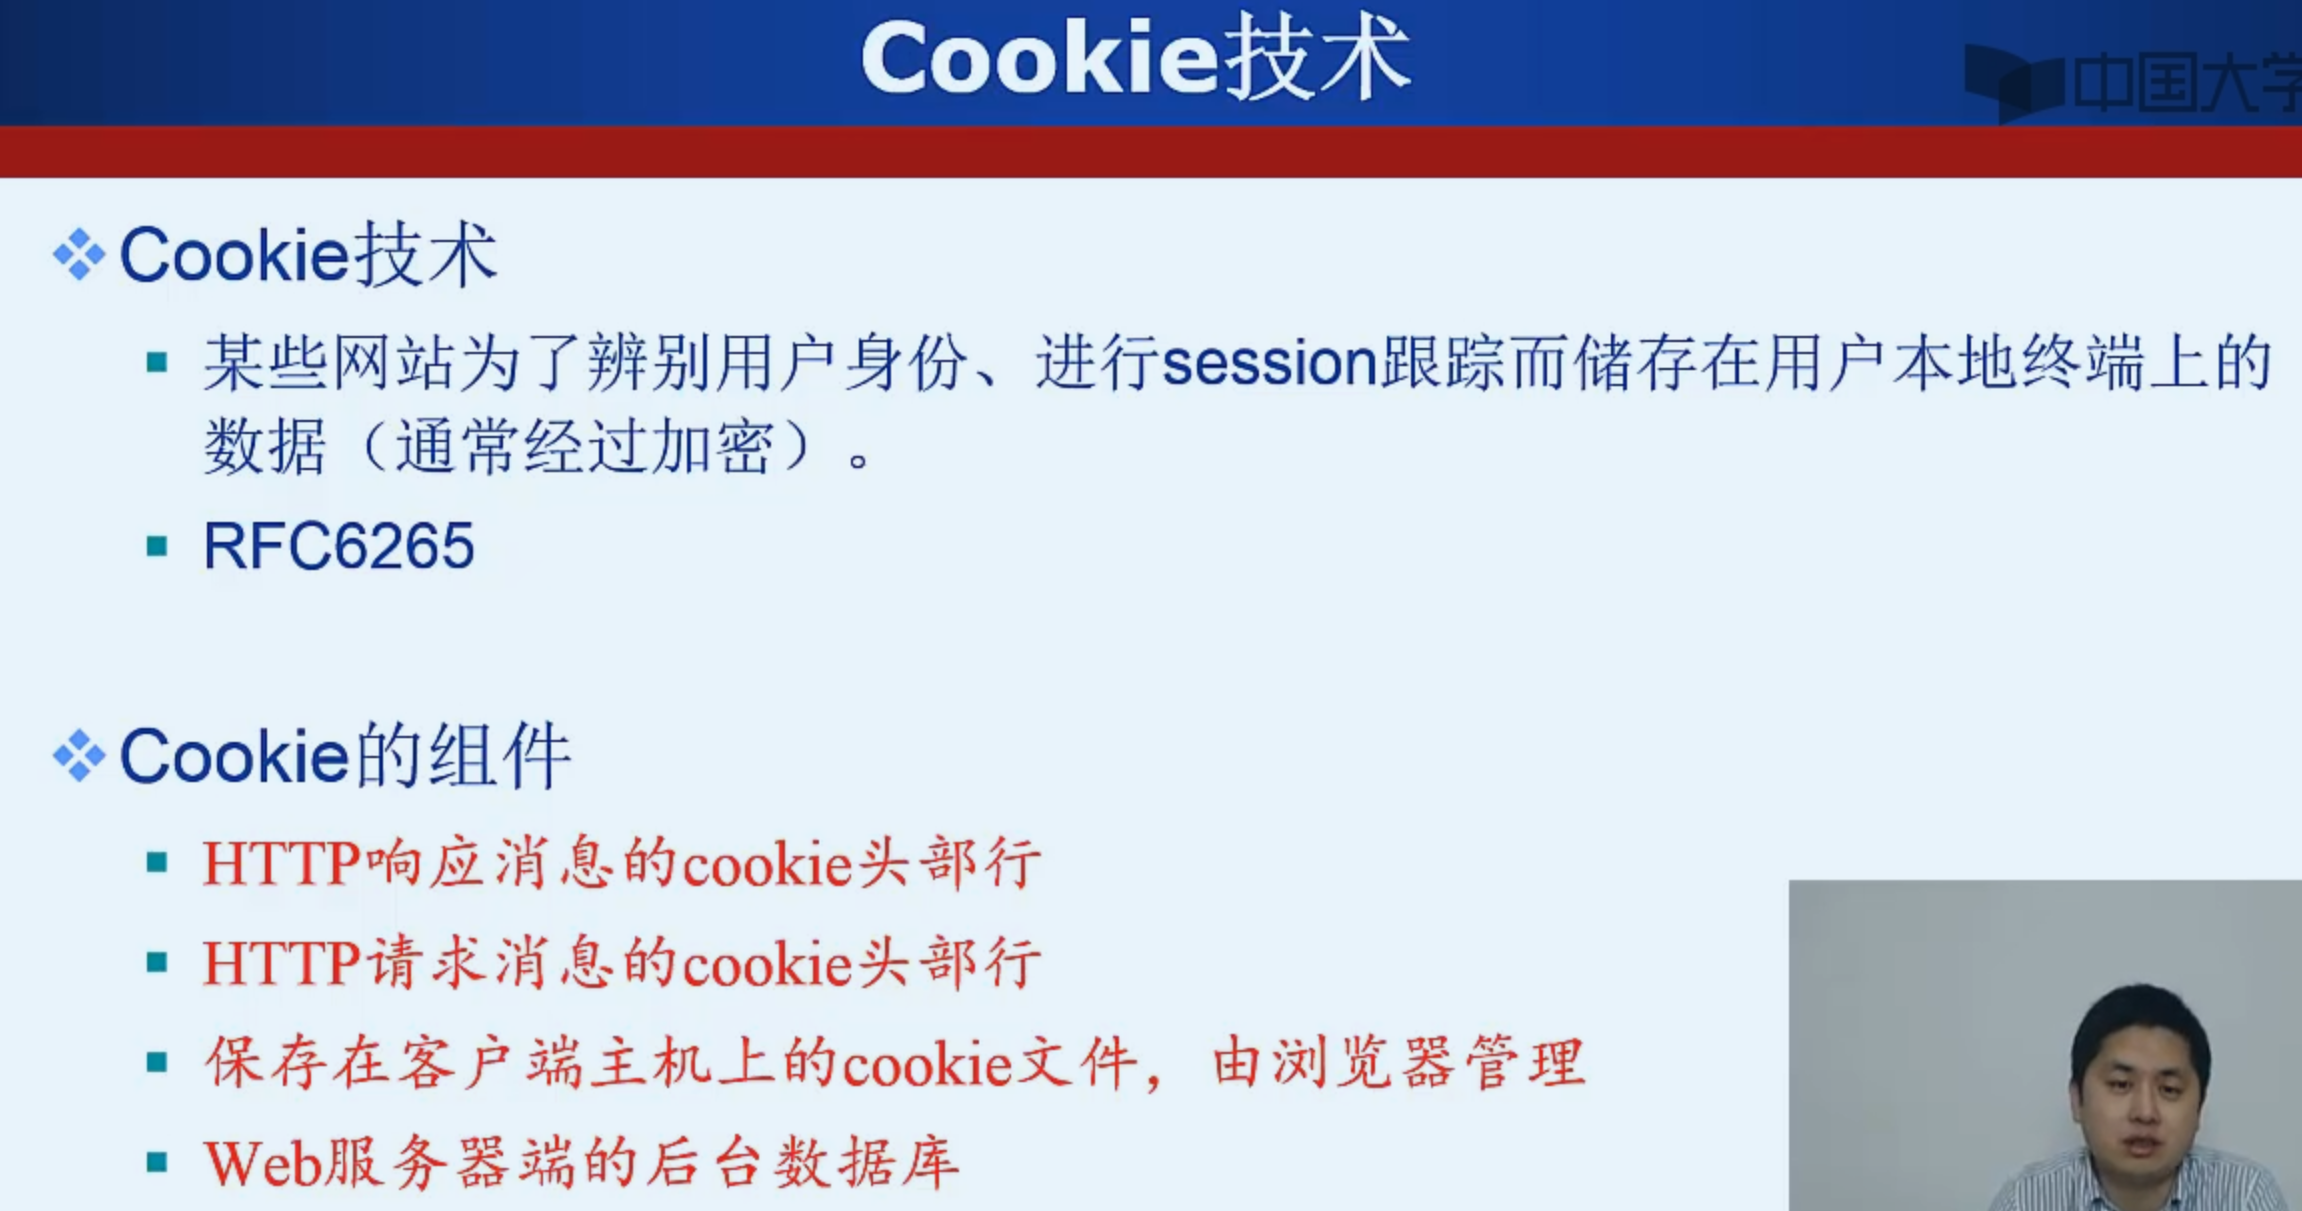 Cookie技术
中国大学
Cookie技术
某些网站为了辨别用户身份、进行session跟踪而储存在用户本地终端上的
数据（通常经过加密）。
RFC6265
Cookie的组件
HTTP响应消息的cookie头部行
HTTP请求消息的cookie头部行
保存在客户端主机上的cookie文件，由浏览器管理
Web服务器端的后台数据库